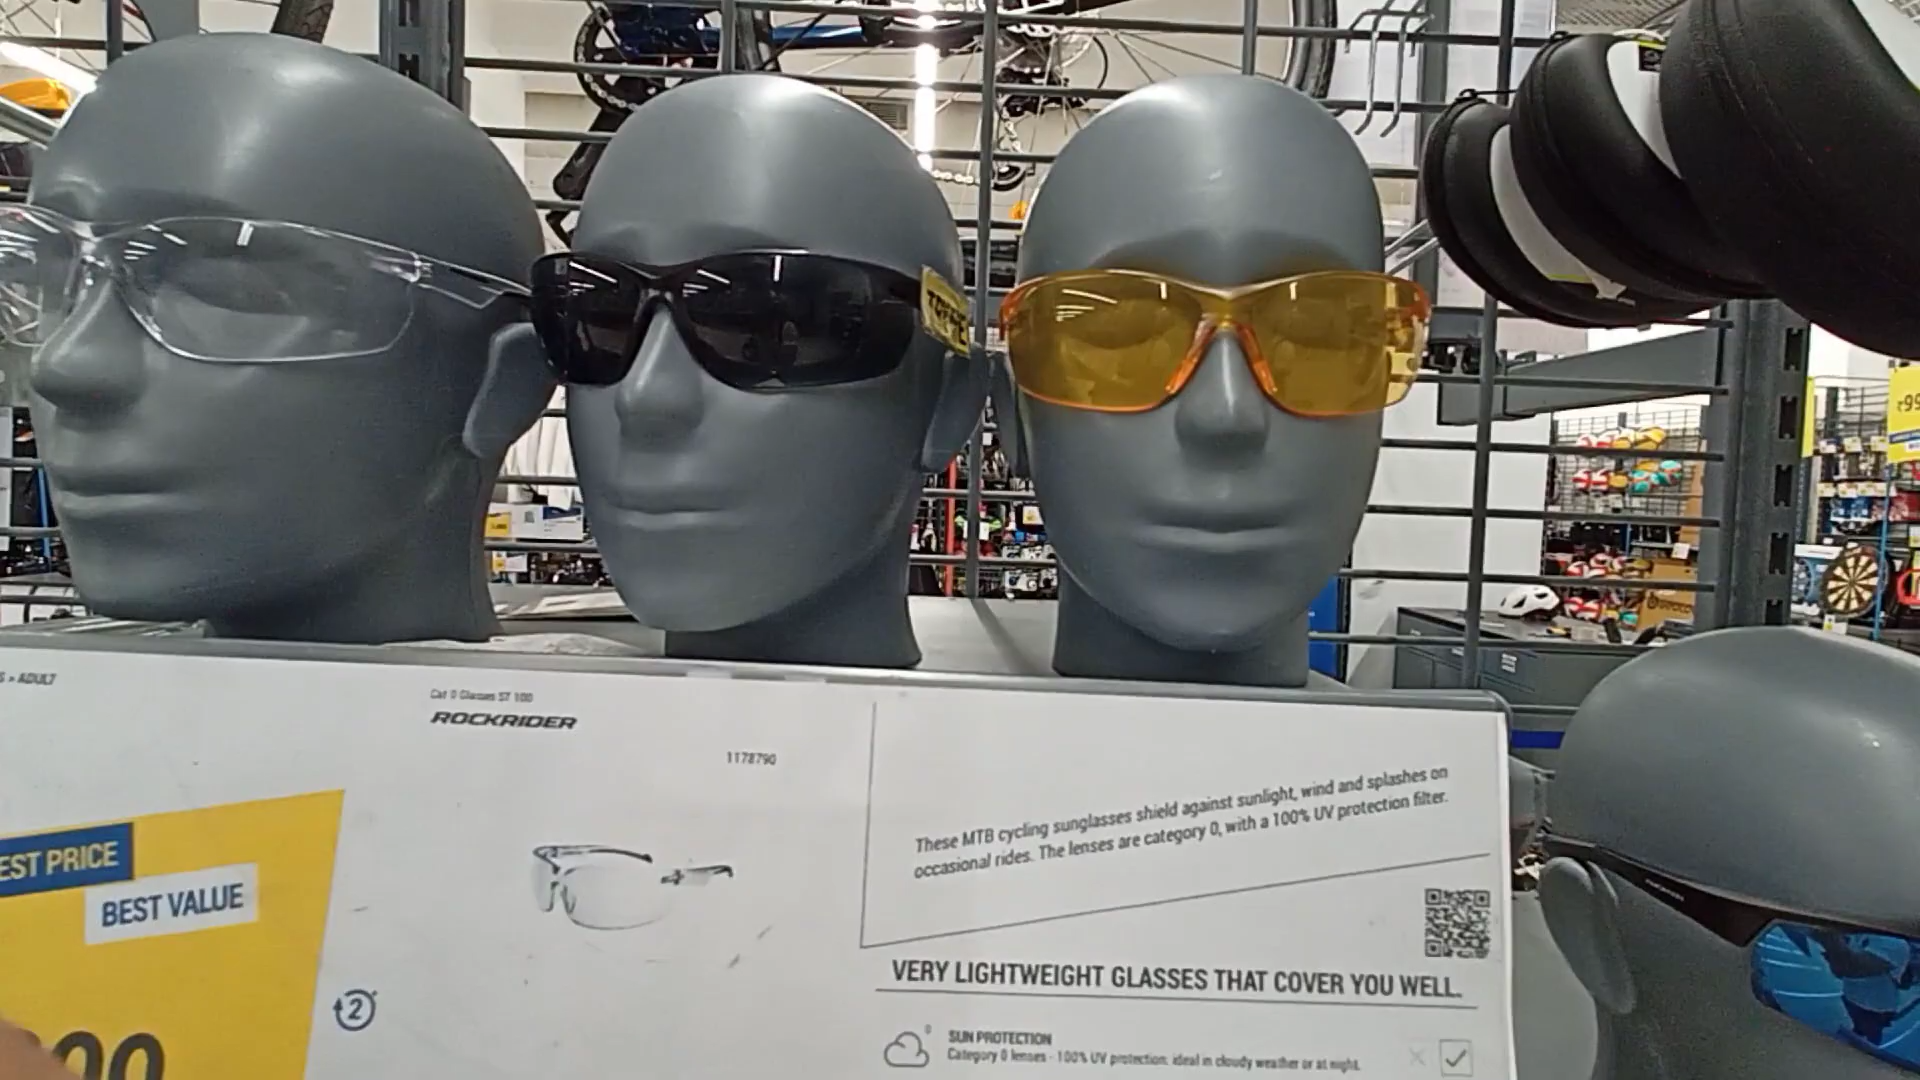 ADULT
Cat 0 Glasses ST 100
ROCKRIDER
1178790
PRICE
BEST VALUE
2
These MTB cycling sunglasses shield against sunlight, wind and splashes on
occasional rides. The lenses are category 0, with a 100% UV protection filter.
VERY LIGHTWEIGHT GLASSES THAT COVER YOU WELL.
0
SUN PROTECTION
Category 0 lenses - 100% UV protection: ideal in cloudy weather or at night.